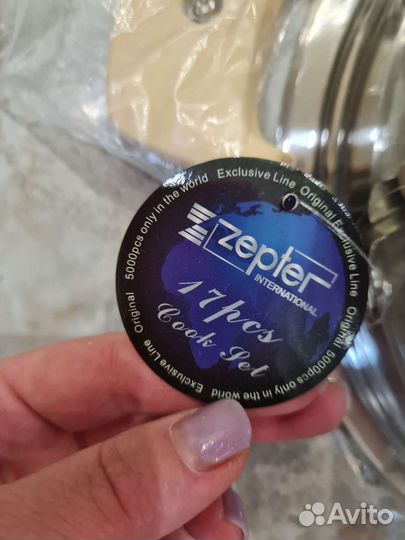 zepter
INTERNATIONAL
17pcs
Cook Set
Exclusive Line Original 5000pcs only in the world Exclusive Line Original Exclusive Line Original 5000pcs only in the world
Avito